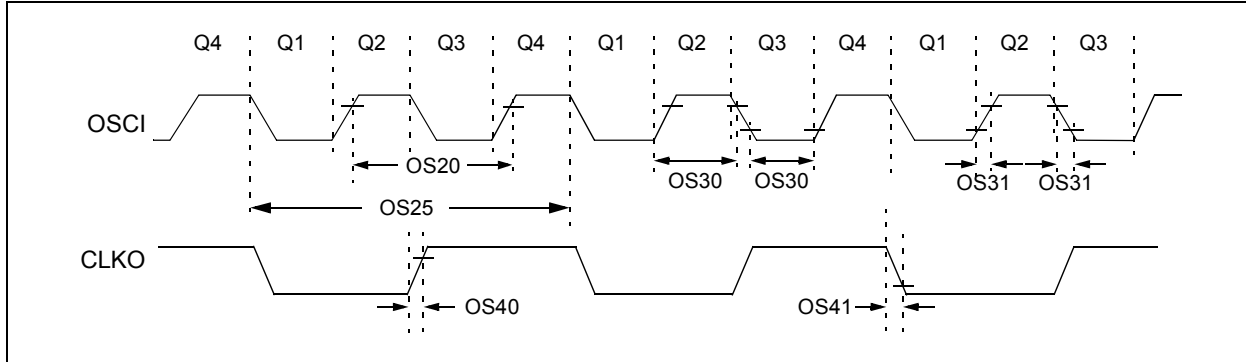 Q4 Q1 Q2 Q3 Q4 Q1 Q2 Q3 Q4 Q1 Q2 Q3
OSCI
OS20
OS30 OS30
OS31 OS31
OS25
CLKO
OS40
OS41